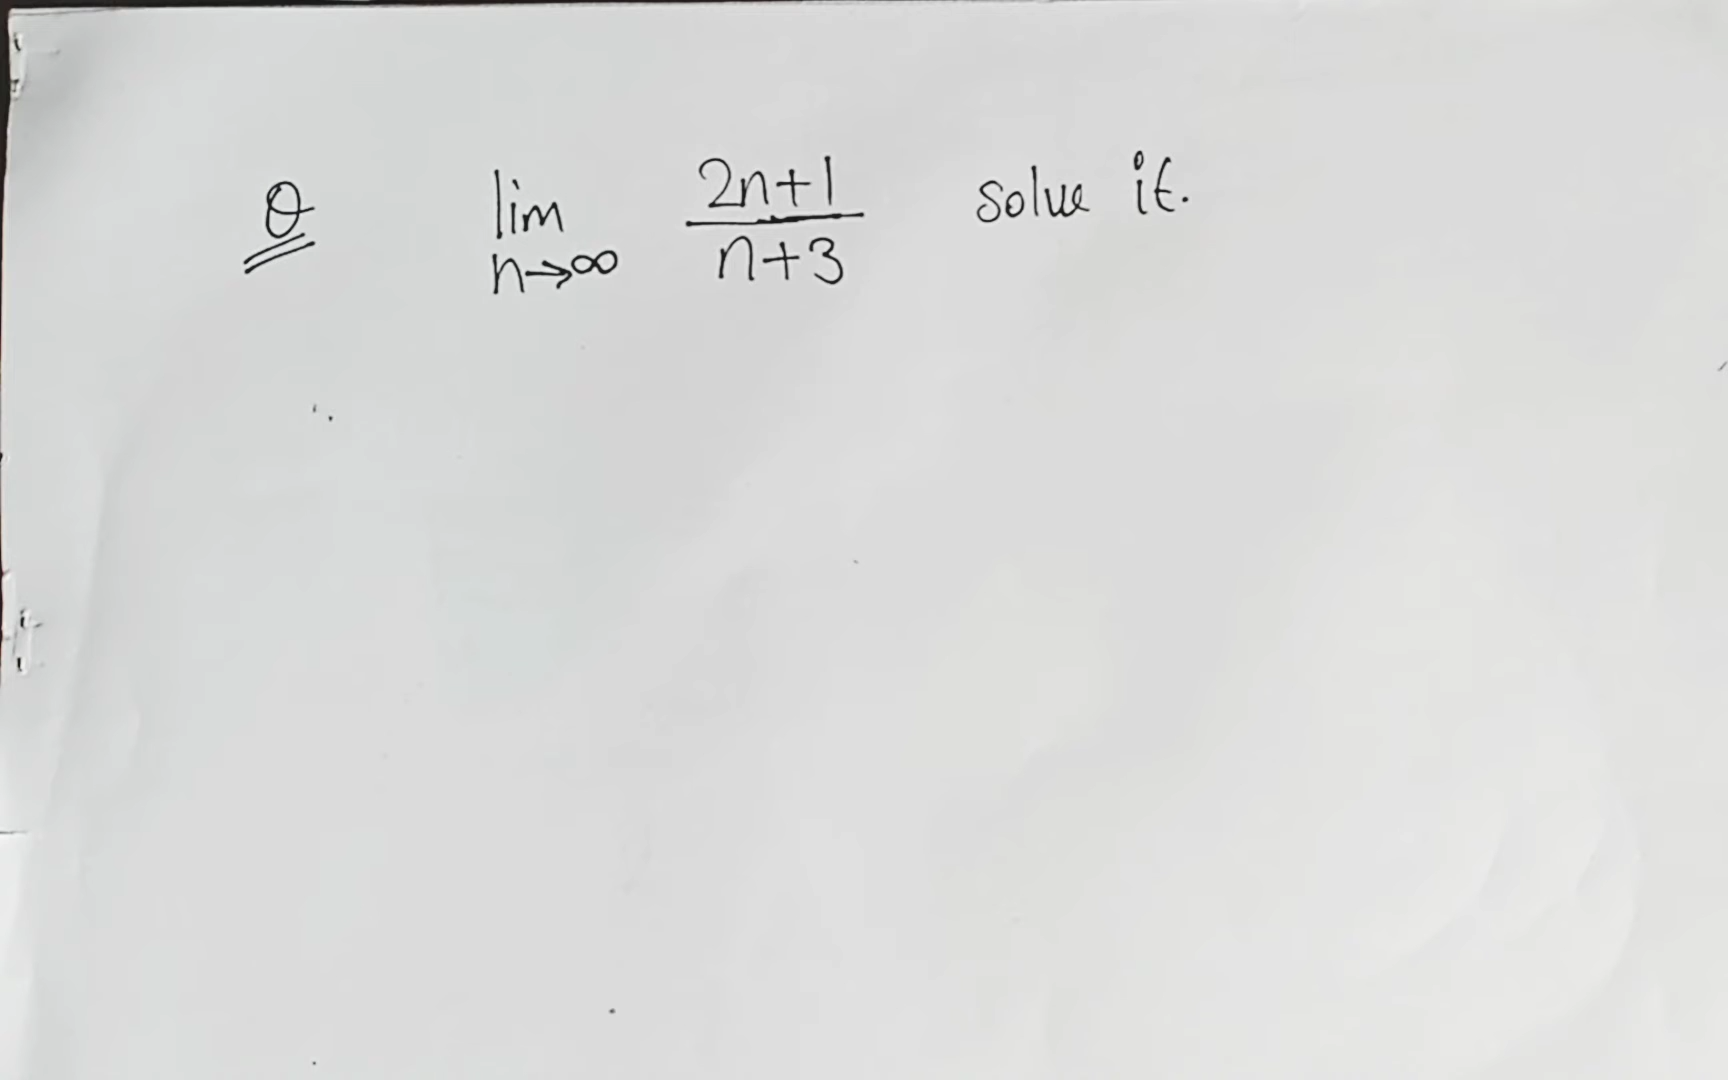 Q lim n→∞ (2n+1)/(n+3) solve it.